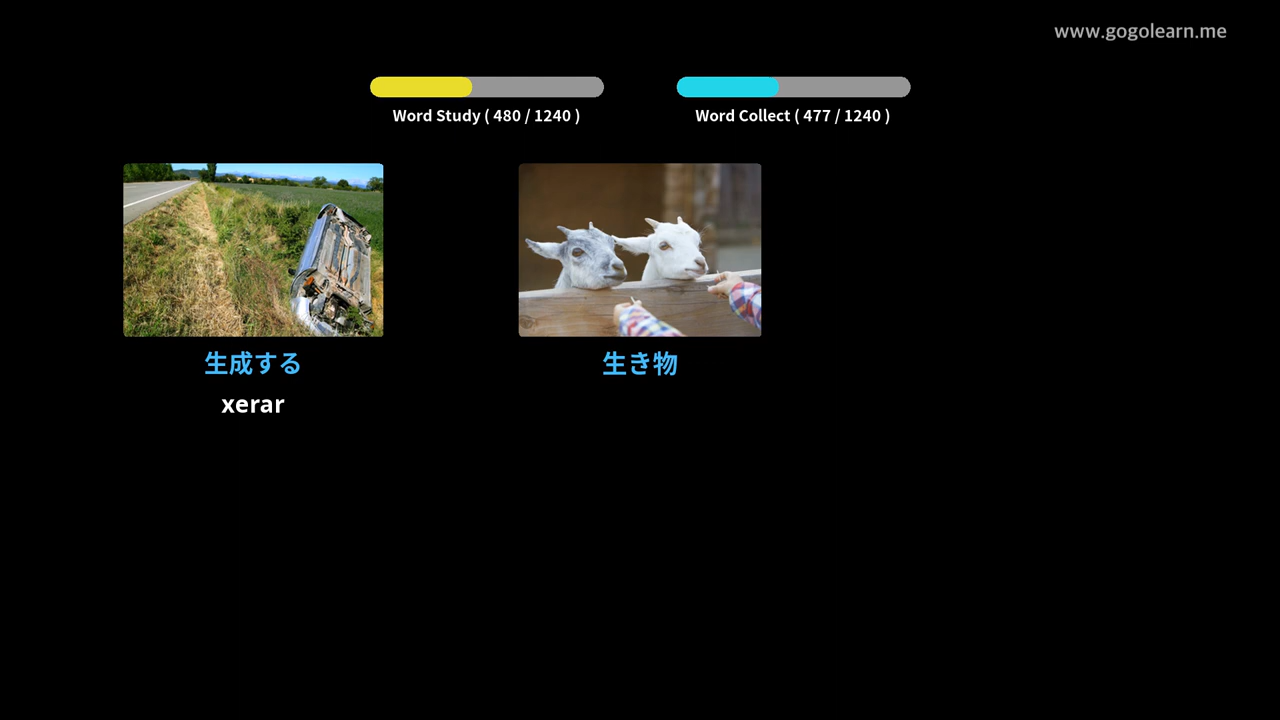 www.gogolearn.me
Word Study ( 480 / 1240 )
Word Collect ( 477 / 1240 )
生成する
生き物
xerar